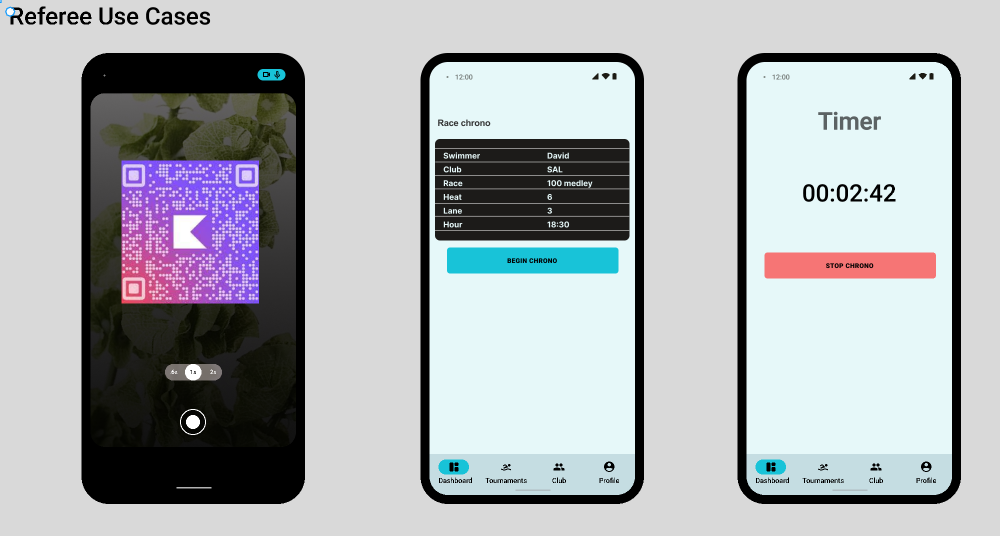 Referee Use Cases
.6x 1x 2x
12:00
Race chrono
Swimmer David
Club SAL
Race 100 medley
Heat 6
Lane 3
Hour 18:30
BEGIN CHRONO
Dashboard Tournaments Club Profile
12:00
Timer
00:02:42
STOP CHRONO
Dashboard Tournaments Club Profile